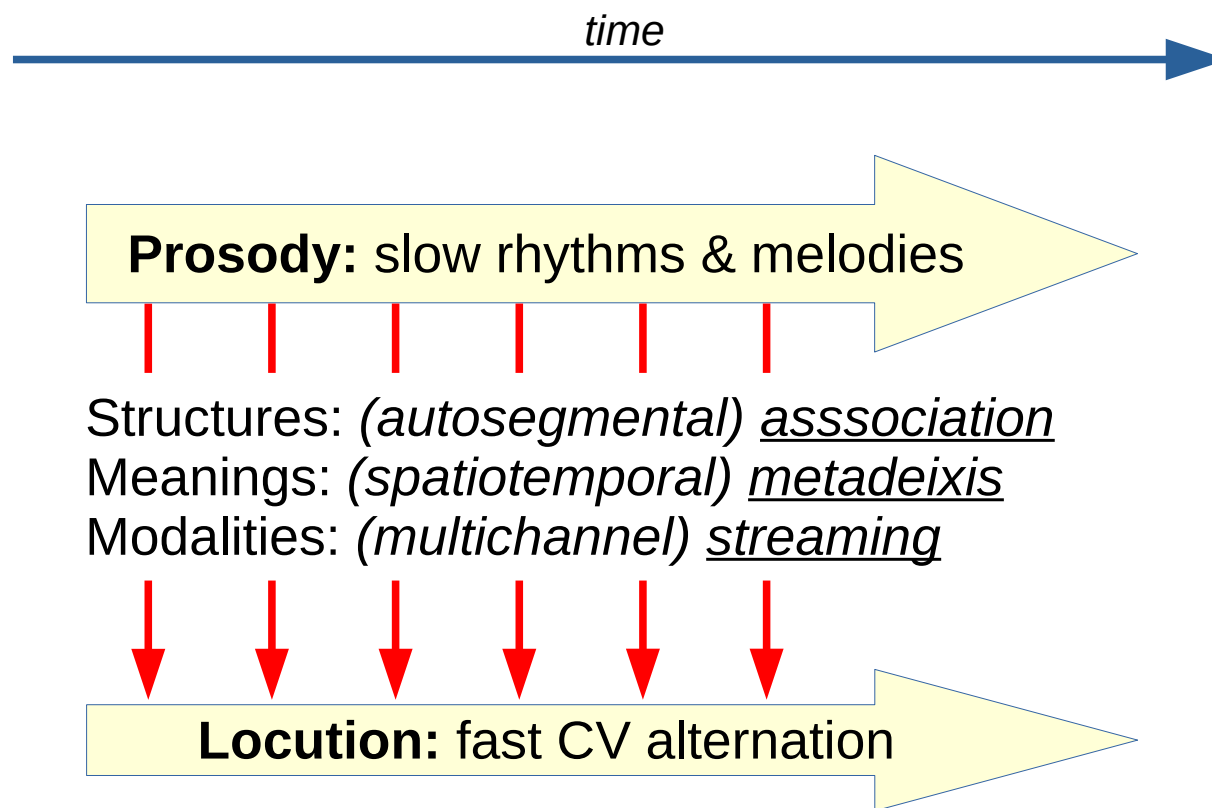 time
Prosody: slow rhythms & melodies
Structures: (autosegmental) asssociation
Meanings: (spatiotemporal) metadeixis
Modalities: (multichannel) streaming
Locution: fast CV alternation